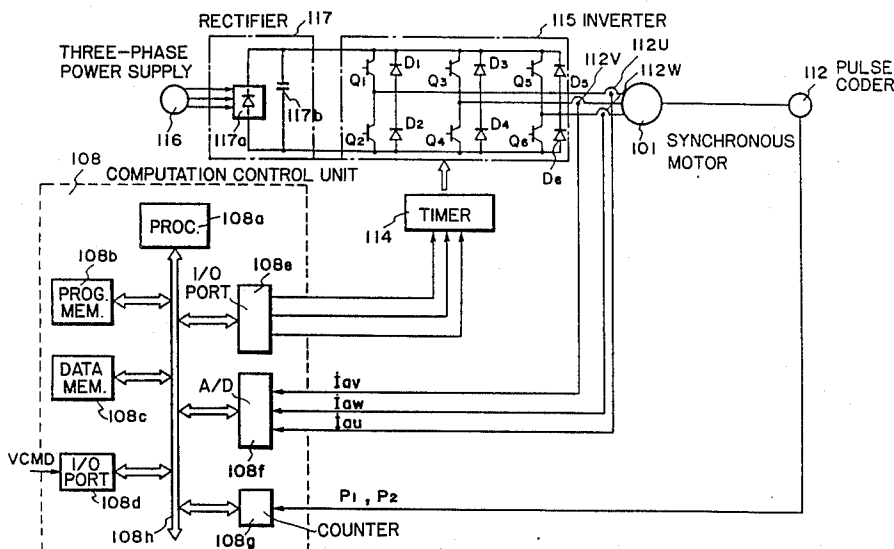 RECTIFIER 117
115 INVERTER
THREE-PHASE
POWER SUPPLY
116
117a
117b
Q1
D1
Q3
D3
Q5
D5
Q2
D2
Q4
D4
Q6
D6
112V
112U
112W
101
SYNCHRONOUS
MOTOR
112
PULSE
CODER
108
COMPUTATION CONTROL UNIT
PROC.
108a
108b
PROG.
MEM.
I/O
PORT
108e
114
TIMER
DATA
MEM.
108c
A/D
108f
Iav
Iaw
Iau
VCMD
I/O
PORT
108d
108h
108g
COUNTER
P1 , P2